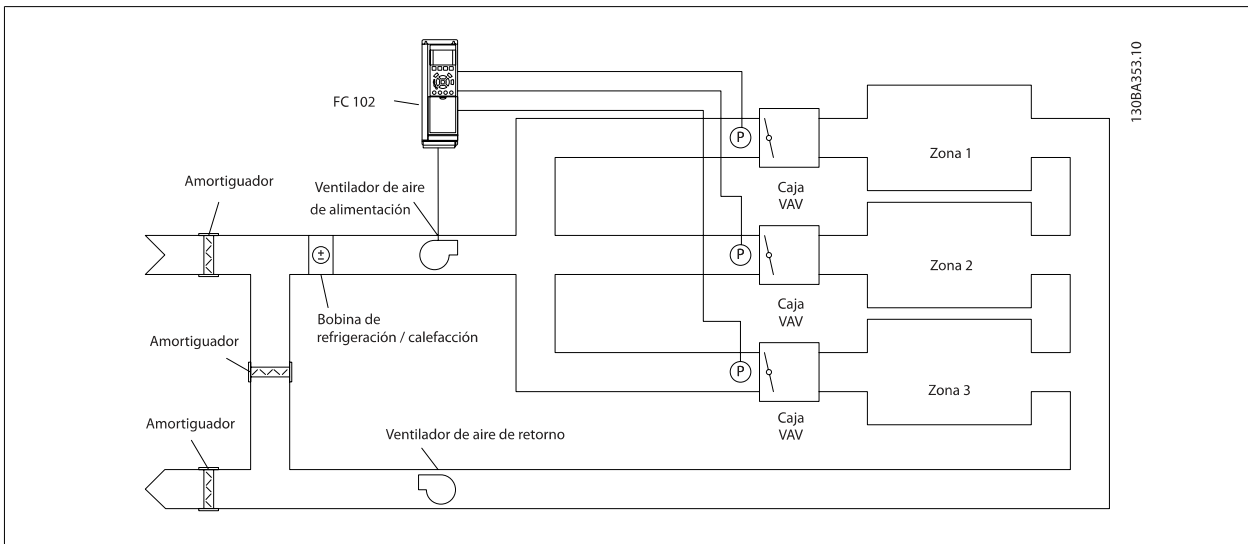 130BA353.10
FC 102
P
Zona 1
Amortiguador
Ventilador de aire
de alimentación
Caja
VAV
±
P
Zona 2
Bobina de
refrigeración / calefacción
Caja
VAV
Amortiguador
P
Zona 3
Amortiguador
Ventilador de aire de retorno
Caja
VAV